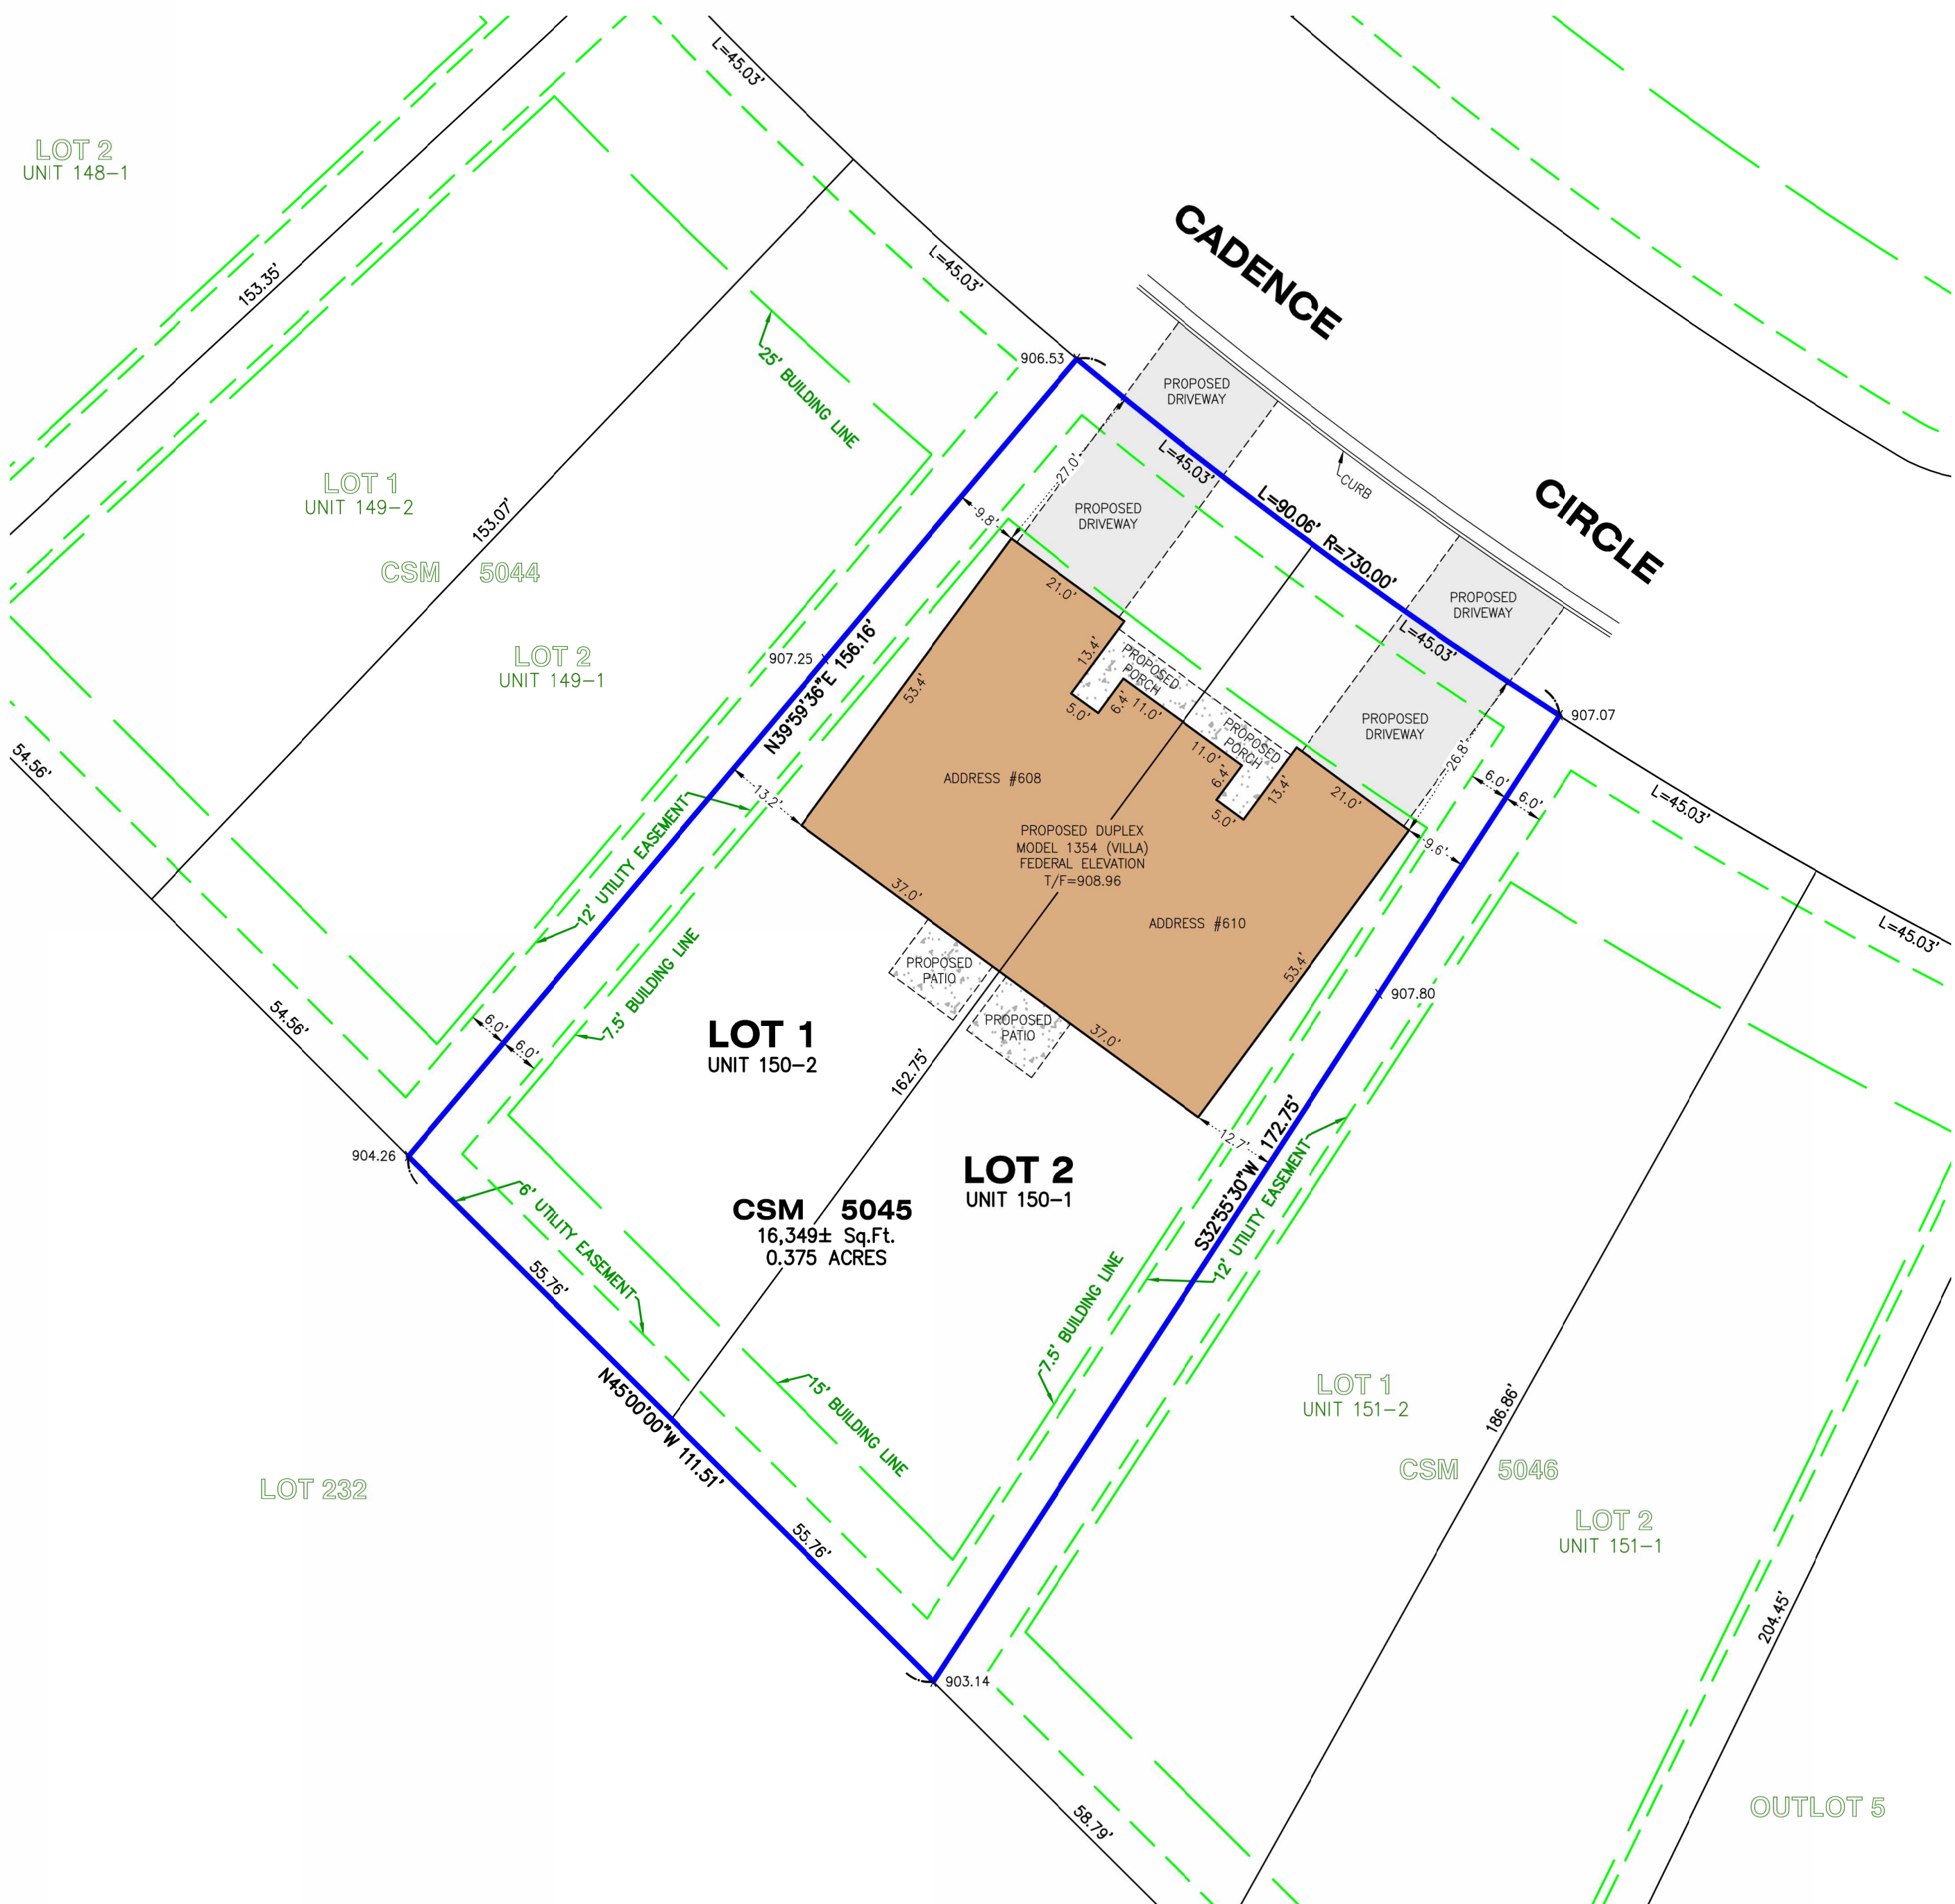 L=45.03'
LOT 2
UNIT 148-1
153.35'
CADENCE
CIRCLE
L=45.03'
906.53
25' BUILDING LINE
PROPOSED
DRIVEWAY
L=45.03'
27.0'
CURB
L=90.06' R=730.00'
LOT 1
UNIT 149-2
153.07'
9.8'
PROPOSED
DRIVEWAY
CSM 5044
21.0'
PROPOSED
DRIVEWAY
L=45.03'
LOT 2
UNIT 149-1
907.25
N39°59'36"E 156.16'
53.4'
13.4'
PROPOSED
PORCH
5.0'
6.4'
11.0'
11.0'
PROPOSED
PORCH
6.4'
5.0'
13.4'
21.0'
PROPOSED
DRIVEWAY
26.8'
907.07
54.56'
ADDRESS #608
13.2'
6.0'
6.0'
L=45.03'
PROPOSED DUPLEX
MODEL 1354 (VILLA)
FEDERAL ELEVATION
T/F=908.96
9.6'
12' UTILITY EASEMENT
37.0'
ADDRESS #610
L=45.03'
7.5' BUILDING LINE
PROPOSED
PATIO
53.4'
907.80
54.56'
6.0'
6.0'
LOT 1
UNIT 150-2
PROPOSED
PATIO
37.0'
162.75'
904.26
12.7'
S32°55'30"W 172.75'
12' UTILITY EASEMENT
LOT 2
UNIT 150-1
6' UTILITY EASEMENT
CSM 5045
16,349± Sq.Ft.
0.375 ACRES
55.76'
7.5' BUILDING LINE
N45°00'00"W 111.51'
15' BUILDING LINE
LOT 1
UNIT 151-2
186.86'
CSM 5046
LOT 232
55.76'
LOT 2
UNIT 151-1
204.45'
903.14
58.79'
OUTLOT 5